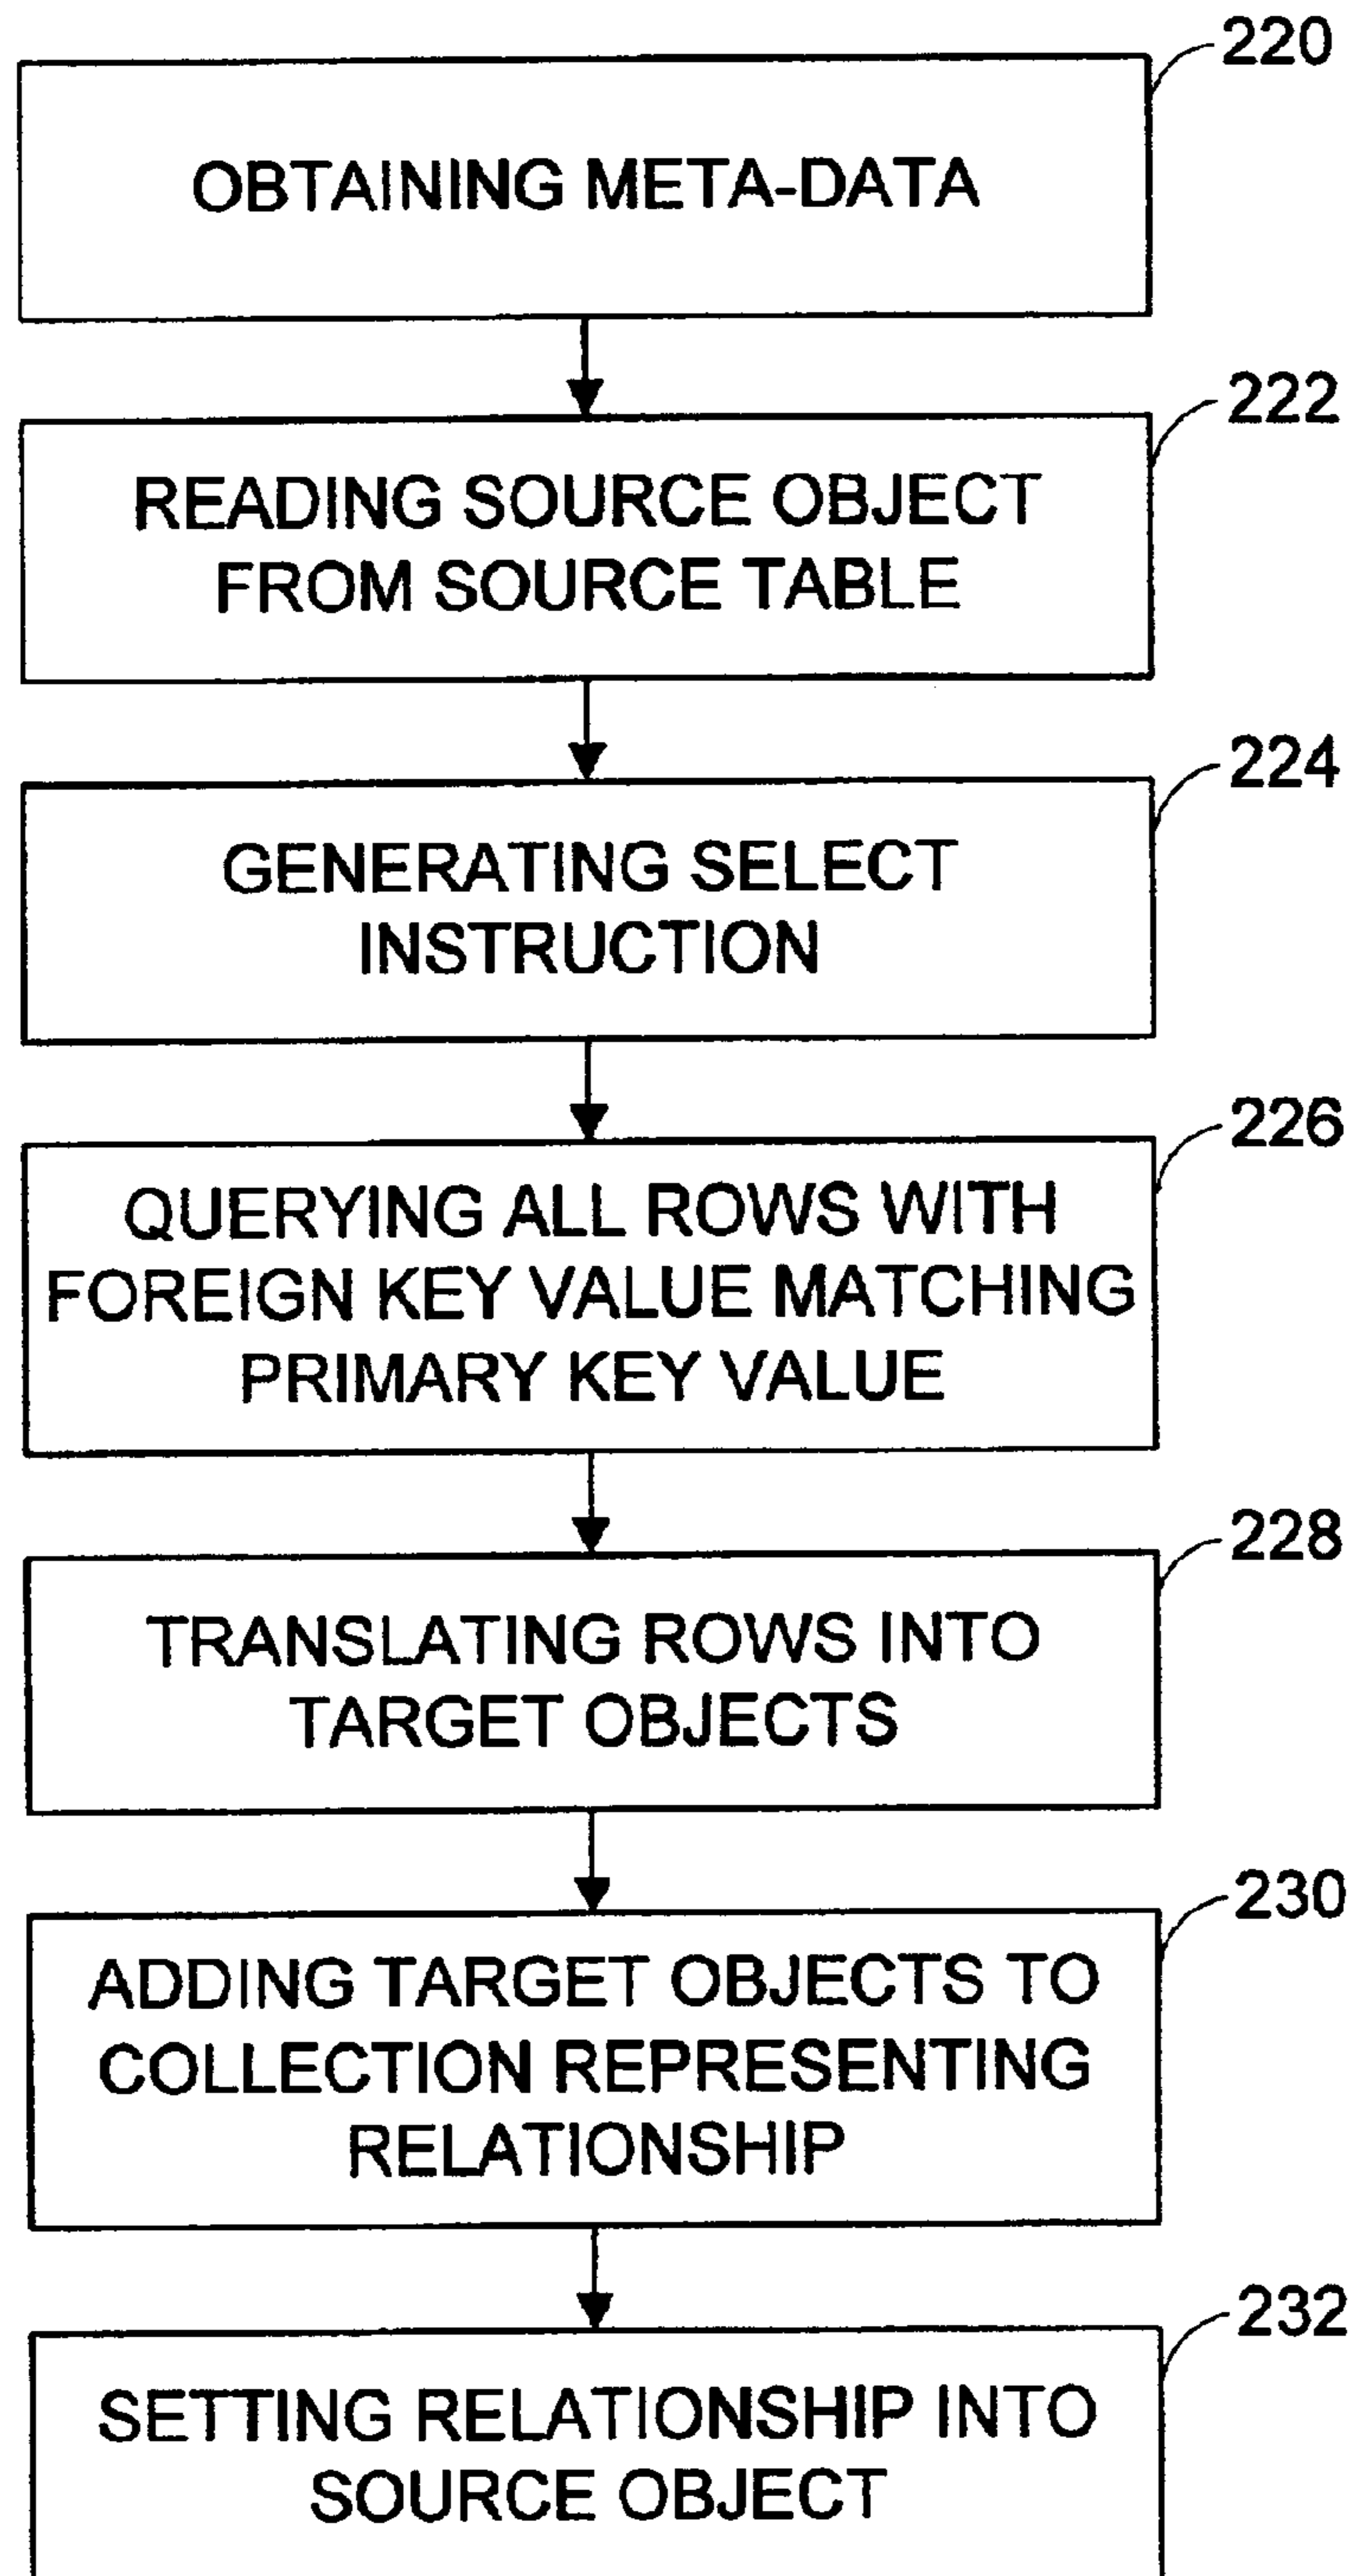 220
OBTAINING META-DATA
222
READING SOURCE OBJECT
FROM SOURCE TABLE
224
GENERATING SELECT
INSTRUCTION
226
QUERYING ALL ROWS WITH
FOREIGN KEY VALUE MATCHING
PRIMARY KEY VALUE
228
TRANSLATING ROWS INTO
TARGET OBJECTS
230
ADDING TARGET OBJECTS TO
COLLECTION REPRESENTING
RELATIONSHIP
232
SETTING RELATIONSHIP INTO
SOURCE OBJECT